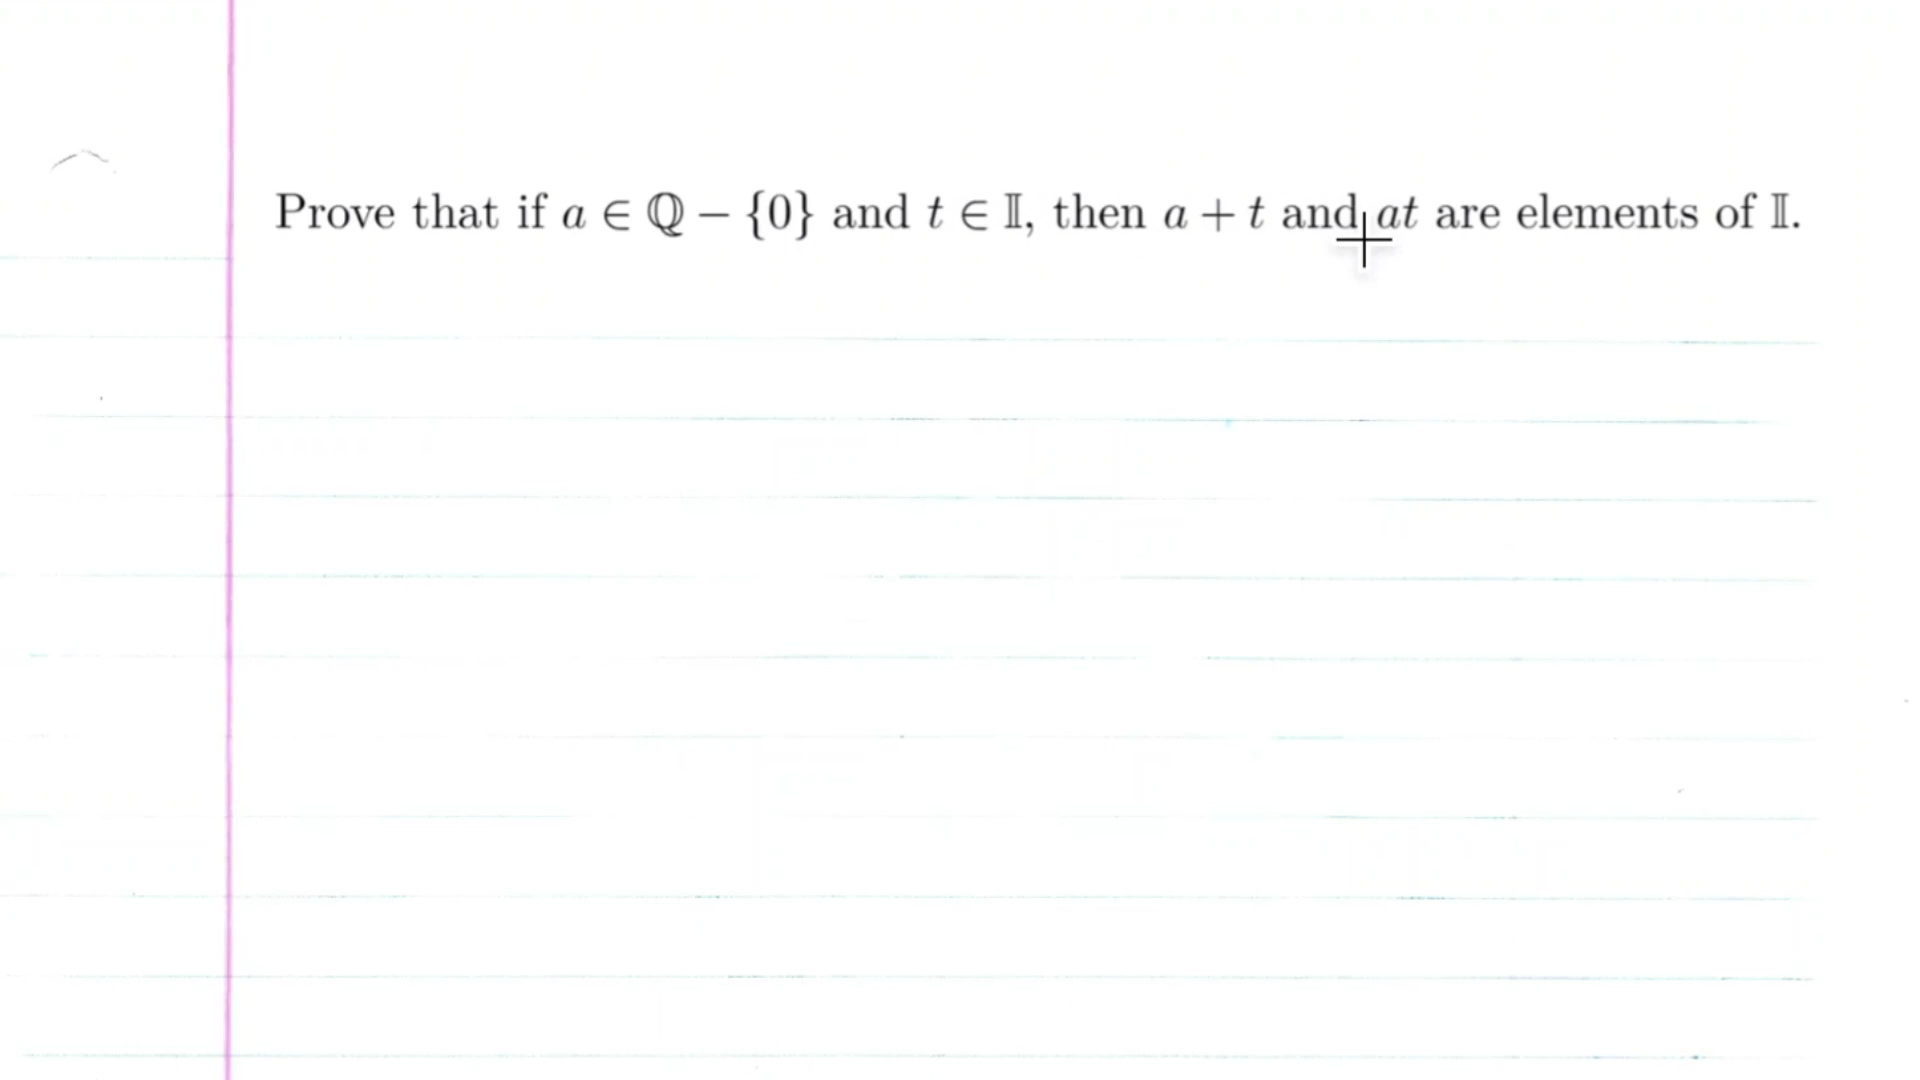 Prove that if a ∈ ℚ − {0} and t ∈ 𝕀, then a + t and at are elements of 𝕀.